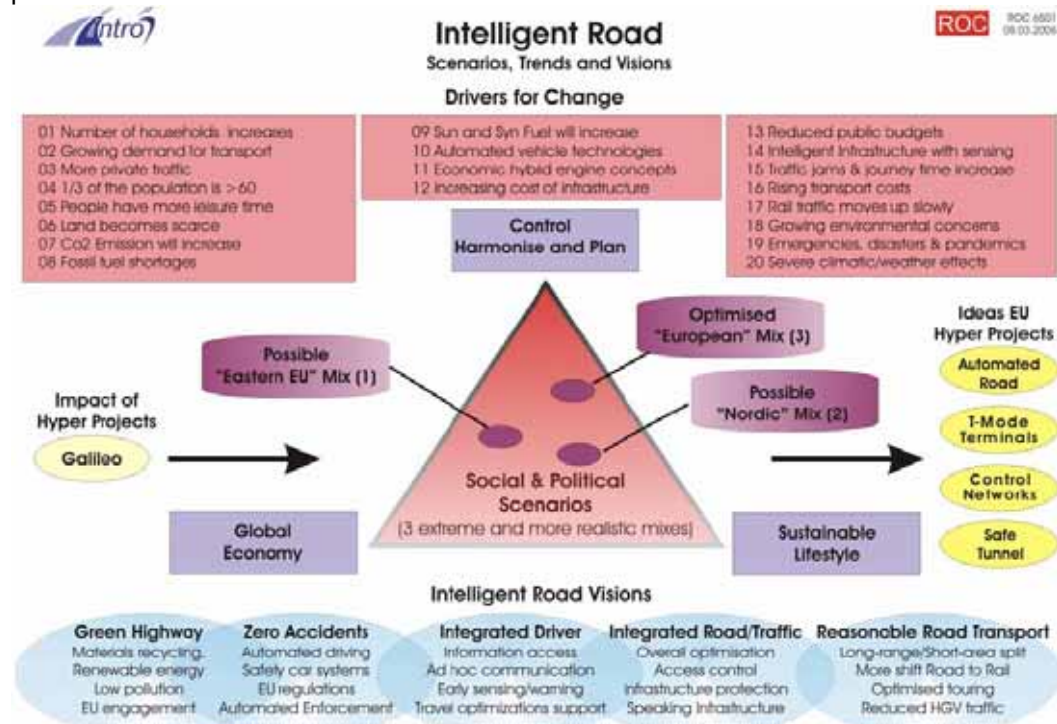 Intro
Intelligent Road
Scenarios, Trends and Visions
ROC
ROC 6501
08.03.2006
Drivers for Change
01 Number of households increases
02 Growing demand for transport
03 More private traffic
04 1/3 of the population is >60
05 People have more leisure time
06 Land becomes scarce
07 Co2 Emission will increase
08 Fossil fuel shortages
09 Sun and Syn Fuel will increase
10 Automated vehicle technologies
11 Economic hybrid engine concepts
12 Increasing cost of infrastructure
13 Reduced public budgets
14 Intelligent Infrastructure with sensing
15 Traffic jams & journey time increase
16 Rising transport costs
17 Rail traffic moves up slowly
18 Growing environmental concerns
19 Emergencies, disasters & pandemics
20 Severe climatic/weather effects
Control
Harmonise and Plan
Possible
"Eastern EU" Mix (1)
Optimised
"European" Mix (3)
Possible
"Nordic" Mix (2)
Impact of
Hyper Projects
Galileo
Social & Political
Scenarios
(3 extreme and more realistic mixes)
Global
Economy
Sustainable
Lifestyle
Ideas EU
Hyper Projects
Automated
Road
T-Mode
Terminals
Control
Networks
Safe
Tunnel
Intelligent Road Visions
Green Highway
Materials recycling.
Renewable energy
Low pollution
EU engagement
Zero Accidents
Automated driving
Safety car systems
EU regulations
Automated Enforcement
Integrated Driver
Information access
Ad hoc communication
Early sensing/warning
Travel optimizations support
Integrated Road/Traffic
Overall optimisation
Access control
Infrastructure protection
Speaking Infastructure
Reasonable Road Transport
Long-range/Short-area split
More shift Road to Rail
Optimised touring
Reduced HGV traffic